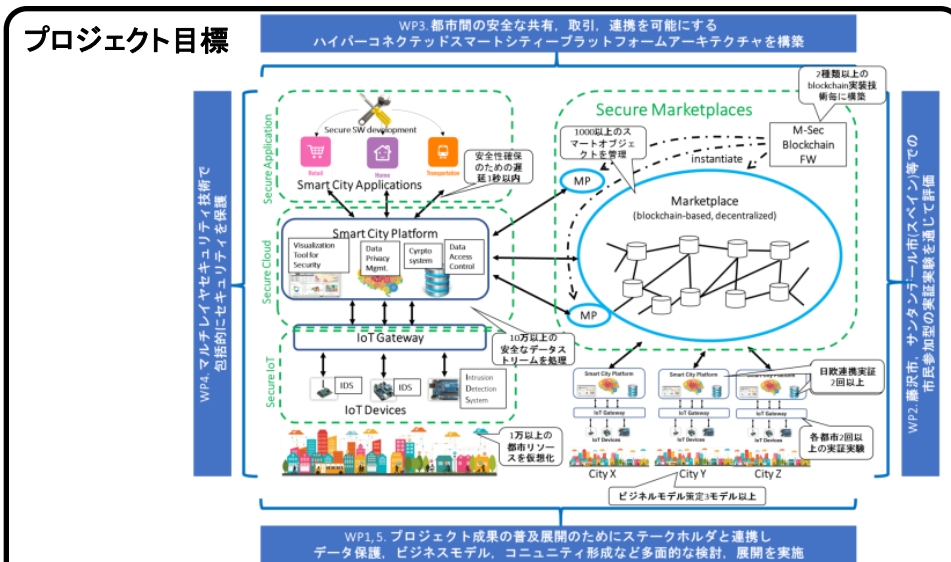 プロジェクト目標
WP3. 都市間の安全な共有，取引，連携を可能にする
ハイパーコネクテッドスマートシティープラットフォームアーキテクチャを構築
WP4. マルチレイヤセキュリティ技術で
包括的にセキュリティを保護
Secure Application
Secure SW development
Retail
Home
Transportation
Smart City Applications
安全性確保
のための遅
延1秒以内
Secure Cloud
Smart City Platform
Visualization
Tool for
Security
Data
Privacy
Mgmt.
Cyrpto
system
Data
Access
Control
IoT Gateway
10万以上の
安全なデータス
トリームを処理
Secure IoT
IDS
IDS
Intrusion
Detection
System
IoT Devices
1万以上の
都市リソー
スを仮想化
Secure Marketplaces
2種類以上の
blockchain実装技
術毎に構築
M-Sec
Blockchain
FW
1000以上のス
マートオブジェ
クトを管理
instantiate
MP
Marketplace
(blockchain-based, decentralized)
MP
Smart City Platform
Smart City Platform
Smart City Platform
日欧連携実証
2回以上
IoT Gateway
IoT Gateway
IoT Gateway
IoT Devices
IoT Devices
IoT Devices
各都市2回以
上の実証実験
City X
City Y
City Z
ビジネルモデル策定3モデル以上
WP2. 藤沢市，サンタンデール市(スペイン)等での
市民参加型の実証実験を通じて評価
WP1, 5. プロジェクト成果の普及展開のためにステークホルダと連携し
データ保護，ビジネスモデル，コニュニティ形成など多面的な検討，展開を実施